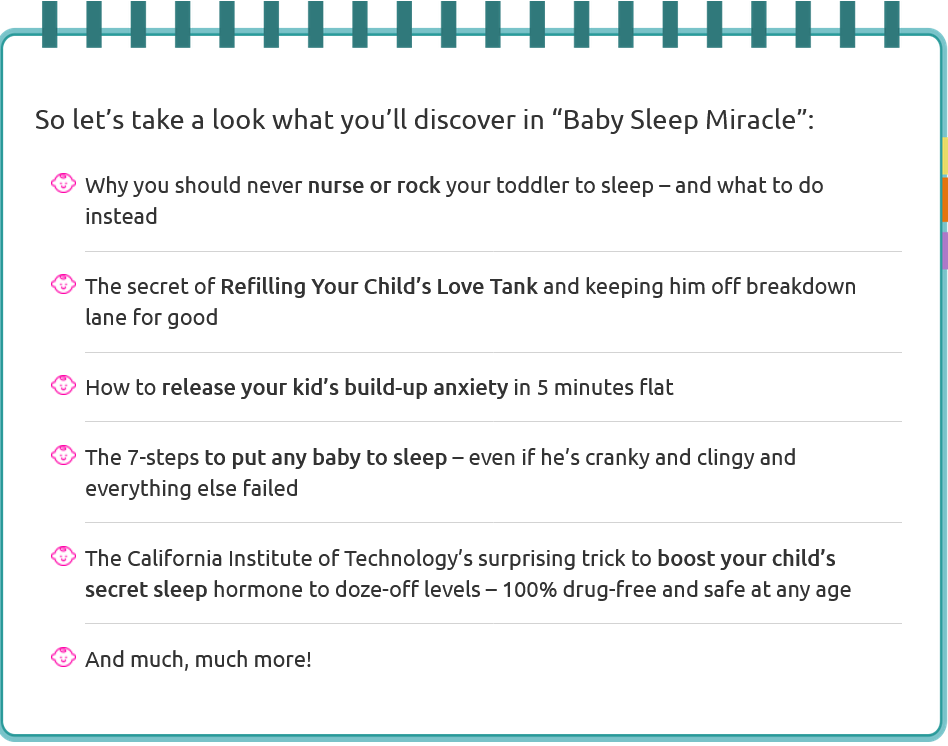 So let’s take a look what you’ll discover in “Baby Sleep Miracle”:
Why you should never nurse or rock your toddler to sleep – and what to do
instead
The secret of Refilling Your Child’s Love Tank and keeping him off breakdown
lane for good
How to release your kid’s build-up anxiety in 5 minutes flat
The 7-steps to put any baby to sleep – even if he’s cranky and clingy and
everything else failed
The California Institute of Technology’s surprising trick to boost your child’s
secret sleep hormone to doze-off levels – 100% drug-free and safe at any age
And much, much more!